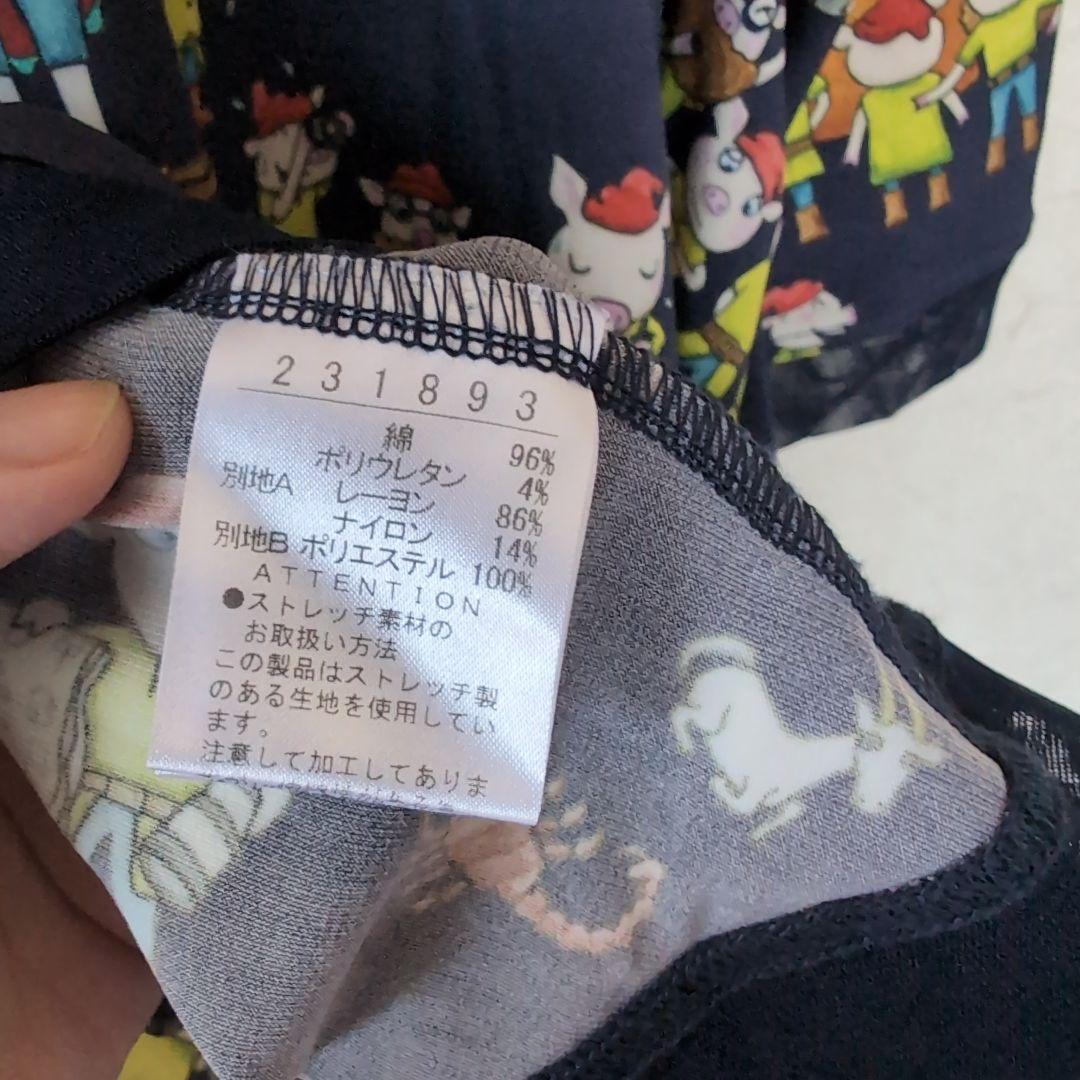 231893
綿 96%
ポリウレタン 4%
別地A レーヨン 86%
ナイロン 14%
別地B ポリエステル 100%
ATTENTION
●ストレッチ素材の
お取扱い方法
この製品はストレッチ製
のある生地を使用してい
ます。
注意して加工してありま